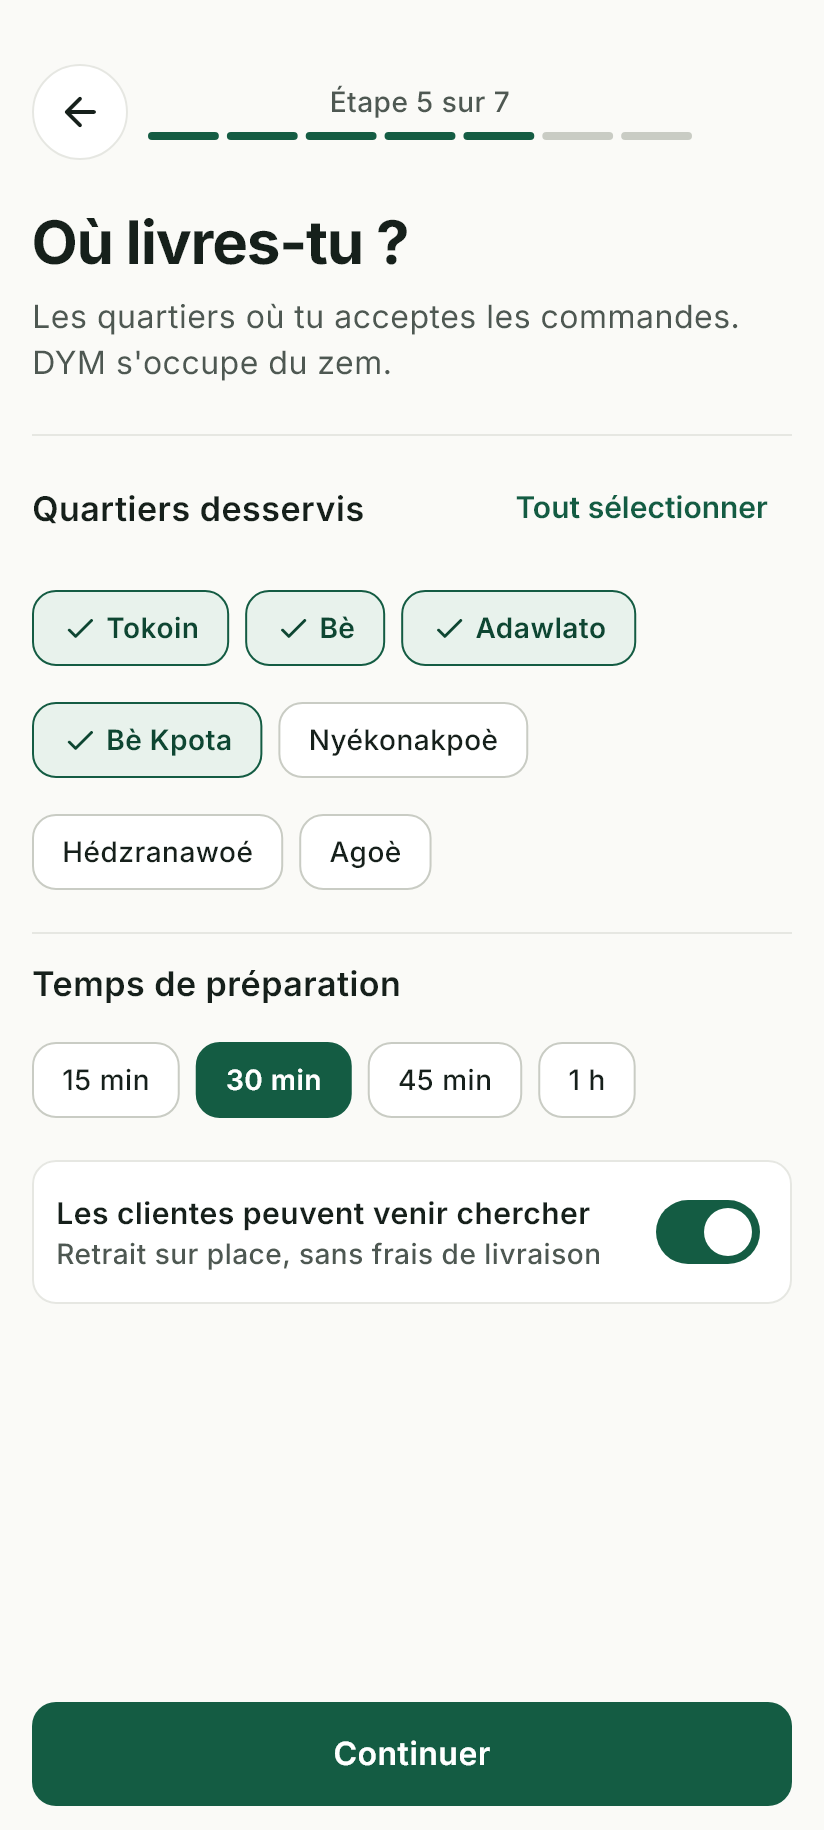 Étape 5 sur 7
Où livres-tu ?
Les quartiers où tu acceptes les commandes.
DYM s'occupe du zem.
Quartiers desservis
Tout sélectionner
Tokoin
Bè
Adawlato
Bè Kpota
Nyékonakpoè
Hédzranawoé
Agoè
Temps de préparation
15 min
30 min
45 min
1 h
Les clientes peuvent venir chercher
Retrait sur place, sans frais de livraison
Continuer